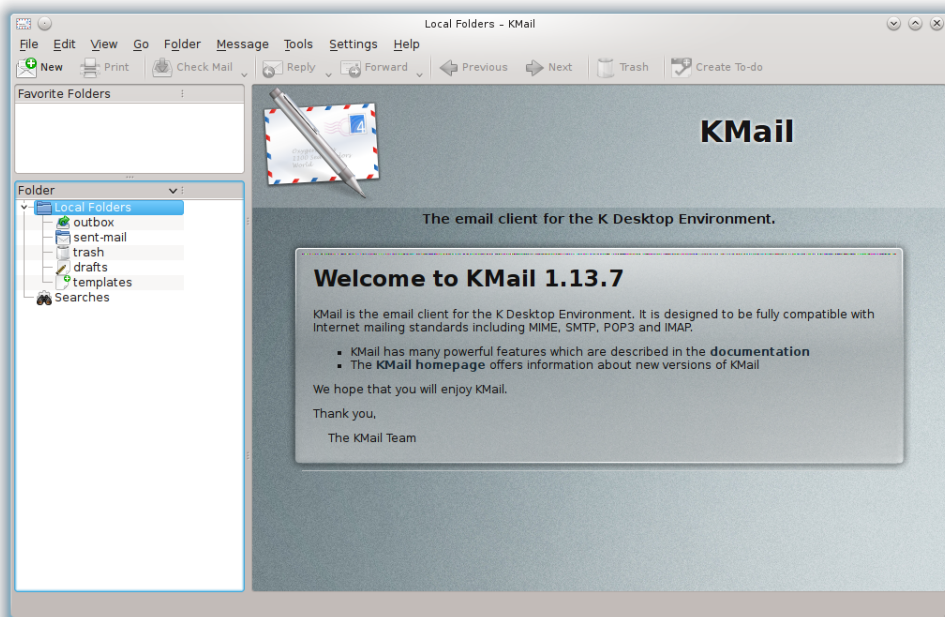 Local Folders – KMail
File Edit View Go Folder Message Tools Settings Help
New Print Check Mail Reply Forward Previous Next Trash Create To-do
Favorite Folders
Folder
Local Folders
outbox
sent-mail
trash
drafts
templates
Searches
4
KMail
The email client for the K Desktop Environment.
Welcome to KMail 1.13.7
KMail is the email client for the K Desktop Environment. It is designed to be fully compatible with
Internet mailing standards including MIME, SMTP, POP3 and IMAP.
KMail has many powerful features which are described in the documentation
The KMail homepage offers information about new versions of KMail
We hope that you will enjoy KMail.
Thank you,
The KMail Team